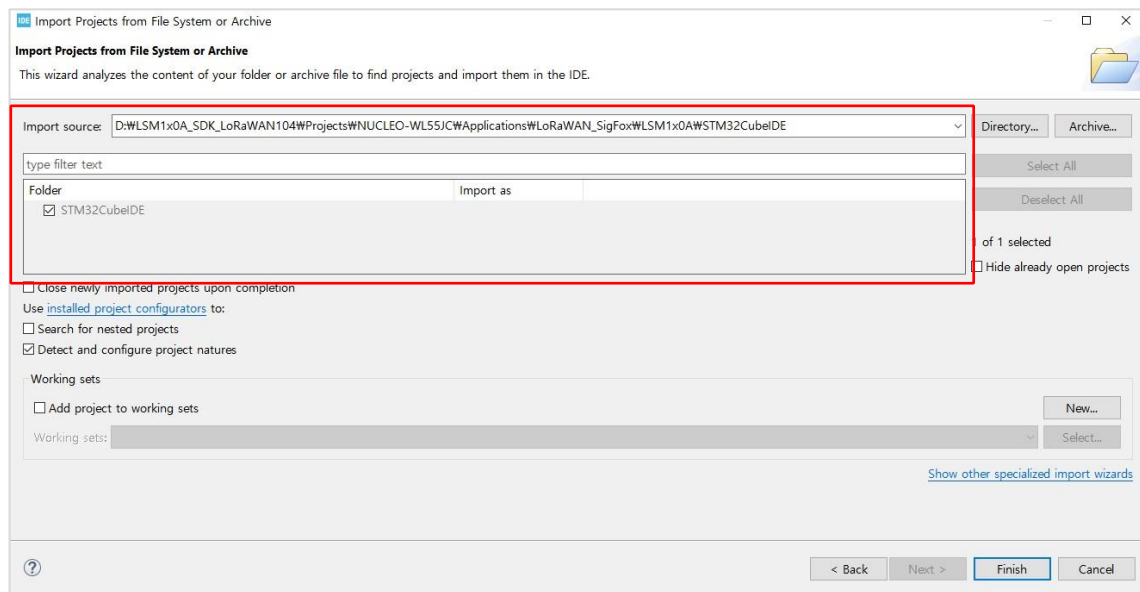 IDE Import Projects from File System or Archive
Import Projects from File System or Archive
This wizard analyzes the content of your folder or archive file to find projects and import them in the IDE.
Import source: D:₩LSM1x0A_SDK_LoRaWAN104₩Projects₩NUCLEO-WL55JC₩Applications₩LoRaWAN_SigFox₩LSM1x0A₩STM32CubeIDE Directory... Archive...
type filter text Select All
Folder Import as
Deselect All
STM32CubeIDE
of 1 selected
Hide already open projects
Close newly imported projects upon completion
Use installed project configurators to:
Search for nested projects
Detect and configure project natures
Working sets
Add project to working sets New...
Working sets: Select...
Show other specialized import wizards
? < Back Next > Finish Cancel